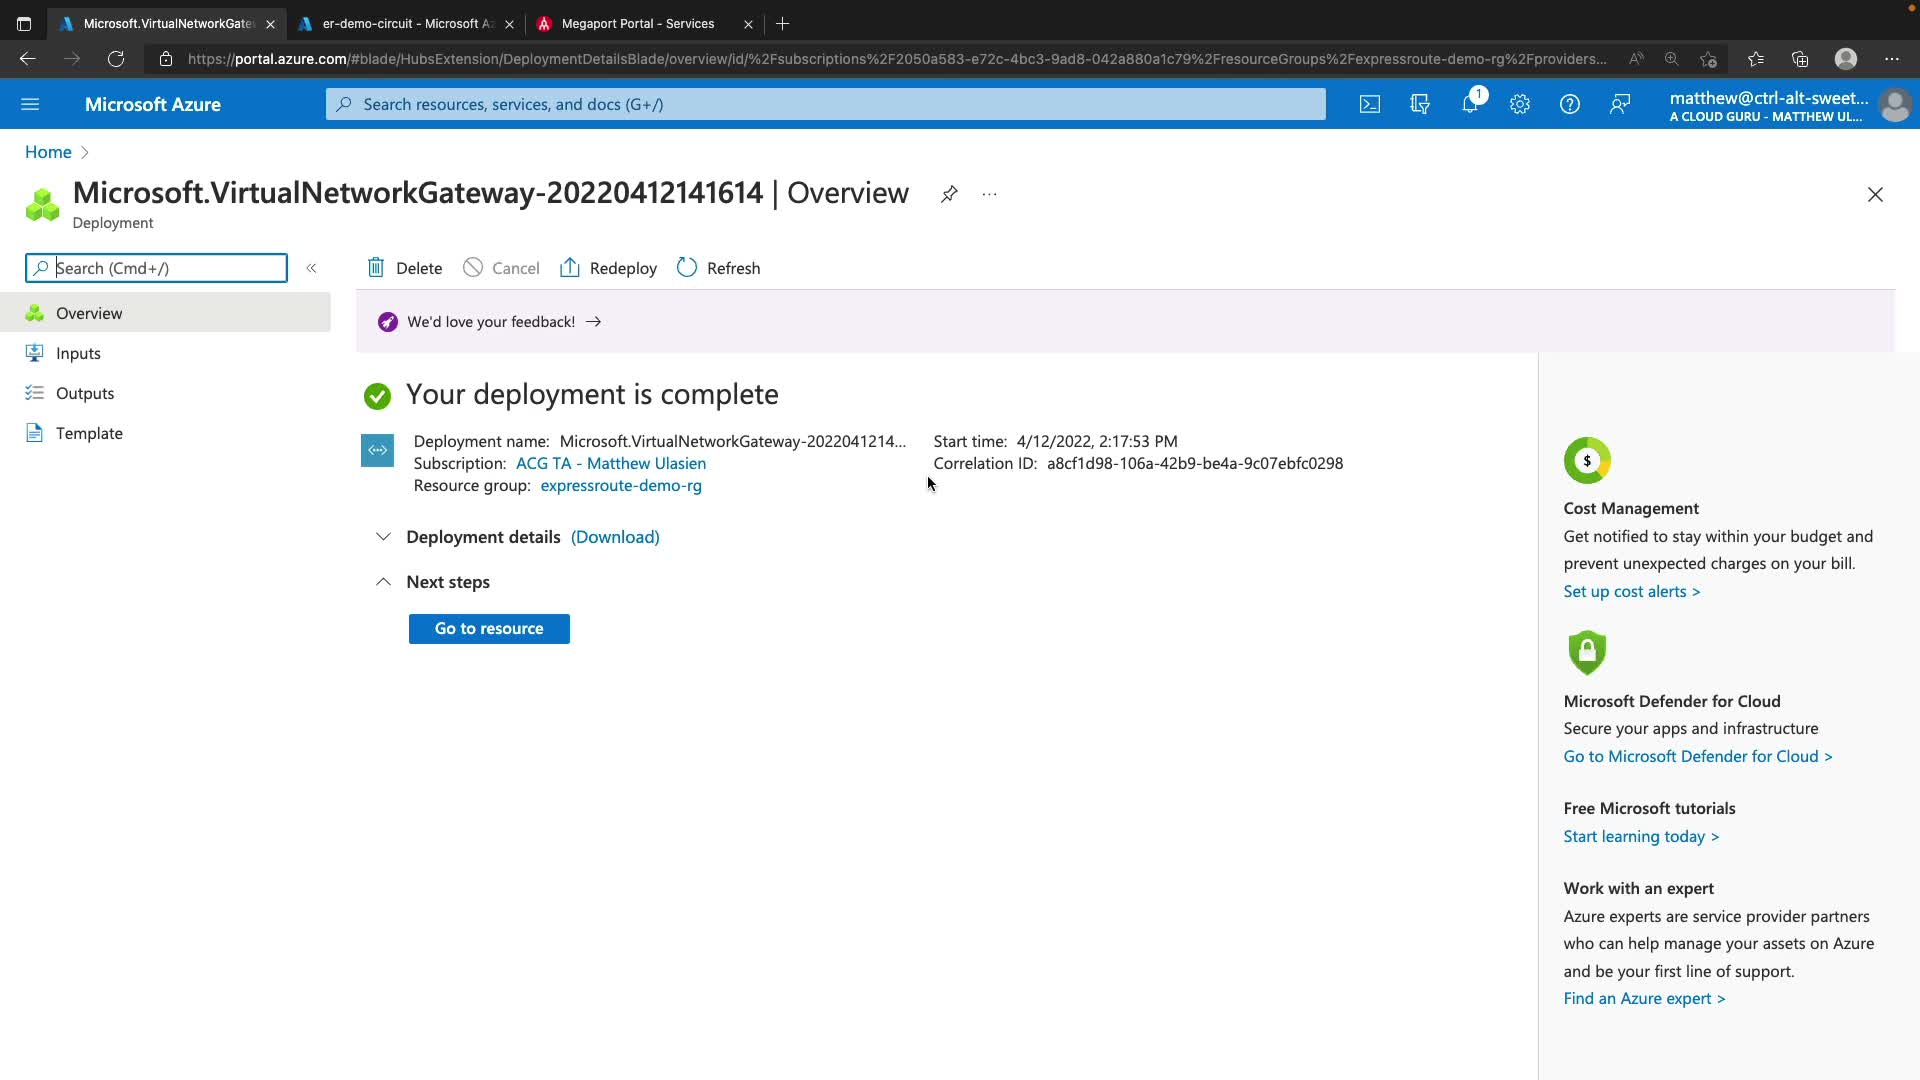 Microsoft.VirtualNetworkGate
er-demo-circuit - Microsoft Az
Megaport Portal - Services
https://portal.azure.com/#blade/HubsExtension/DeploymentDetailsBlade/overview/id/%2Fsubscriptions%2F2050a583-e72c-4bc3-9ad8-042a880a1c79%2FresourceGroups%2Fexpressroute-demo-rg%2Fproviders...
Microsoft Azure
Search resources, services, and docs (G+/)
1
matthew@ctrl-alt-sweet...
A CLOUD GURU - MATTHEW UL...
Home
Microsoft.VirtualNetworkGateway-20220412141614 | Overview
Deployment
Search (Cmd+/)
Delete
Cancel
Redeploy
Refresh
Overview
Inputs
Outputs
Template
We'd love your feedback! →
Your deployment is complete
Deployment name: Microsoft.VirtualNetworkGateway-2022041214...
Subscription: ACG TA - Matthew Ulasien
Resource group: expressroute-demo-rg
Start time: 4/12/2022, 2:17:53 PM
Correlation ID: a8cf1d98-106a-42b9-be4a-9c07ebfc0298
Deployment details (Download)
Next steps
Go to resource
$
Cost Management
Get notified to stay within your budget and
prevent unexpected charges on your bill.
Set up cost alerts >
Microsoft Defender for Cloud
Secure your apps and infrastructure
Go to Microsoft Defender for Cloud >
Free Microsoft tutorials
Start learning today >
Work with an expert
Azure experts are service provider partners
who can help manage your assets on Azure
and be your first line of support.
Find an Azure expert >